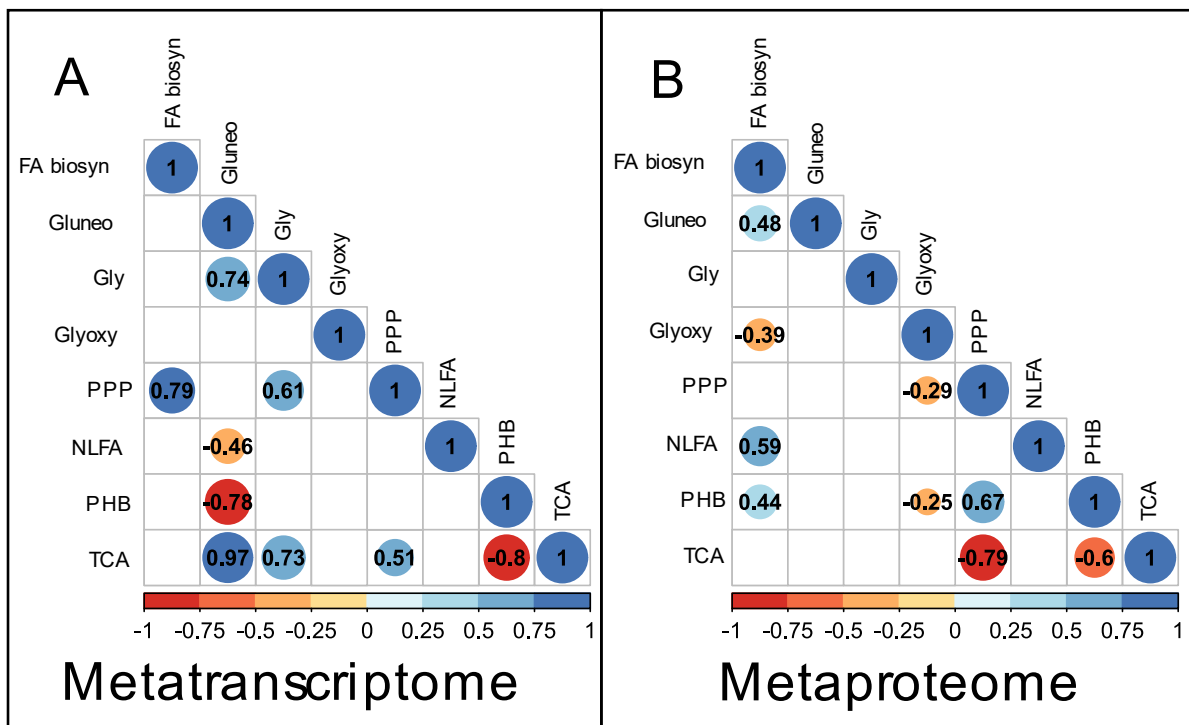 A
FA biosyn
Gluneo
Gly
Glyoxy
PPP
NLFA
PHB
TCA
FA biosyn 1
Gluneo 1
Gly 0.74 1
Glyoxy 1
PPP 0.79 0.61 1
NLFA -0.46 1
PHB -0.78 1
TCA 0.97 0.73 0.51 -0.8 1
-1 -0.75 -0.5 -0.25 0 0.25 0.5 0.75 1
Metatranscriptome
B
FA biosyn
Gluneo
Gly
Glyoxy
PPP
NLFA
PHB
TCA
FA biosyn 1
Gluneo 0.48 1
Gly 1
Glyoxy -0.39 1
PPP -0.29 1
NLFA 0.59 1
PHB 0.44 -0.25 0.67 1
TCA -0.79 -0.6 1
-1 -0.75 -0.5 -0.25 0 0.25 0.5 0.75 1
Metaproteome